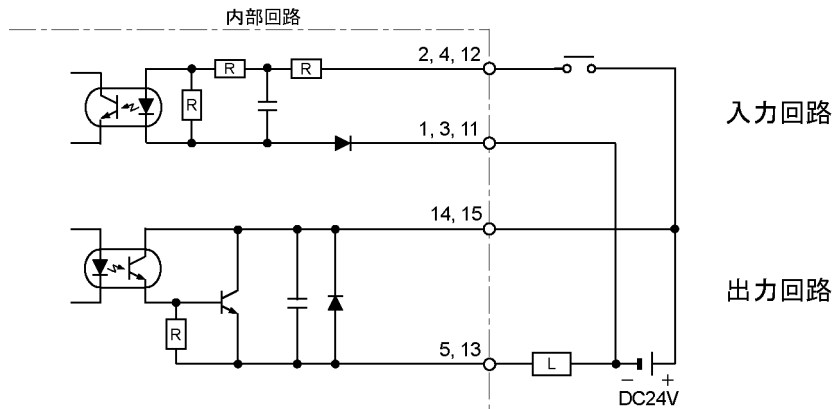 内部回路
2, 4, 12
R
R
R
入力回路
1, 3, 11
14, 15
出力回路
R
5, 13
L
− +
DC24V